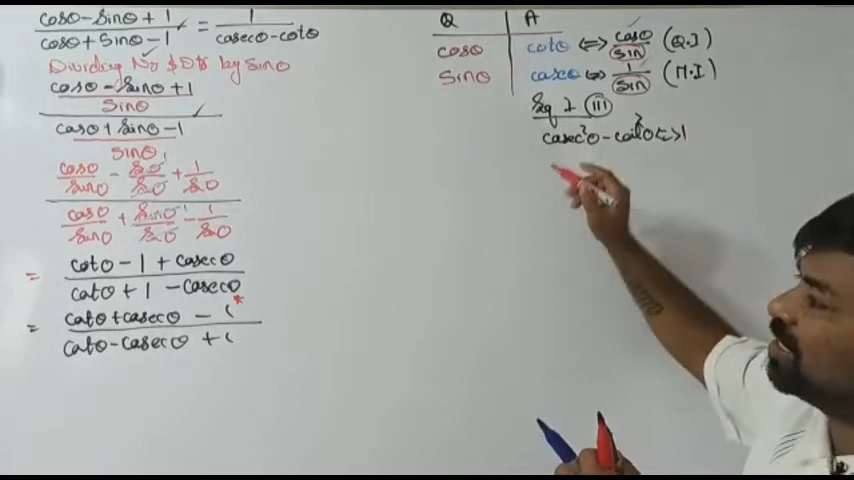 cosθ - sinθ + 1 / cosθ + sinθ - 1 = 1 / cosecθ - cotθ
Dividing Nr & Dr by sinθ
cosθ - sinθ + 1
sinθ
cosθ + sinθ - 1
sinθ
cosθ/sinθ - sinθ/sinθ + 1/sinθ
cosθ/sinθ + sinθ/sinθ - 1/sinθ
= cotθ - 1 + cosecθ
cotθ + 1 - cosecθ
= cotθ + cosecθ - (*
cotθ - cosecθ + (
Q | A
cosθ | cotθ ⇔ cosθ/sin (Q.I)
sinθ | cosecθ ⇔ 1/sin (R.I)
Sq I (iii)
cosec²θ - cot²θ => 1